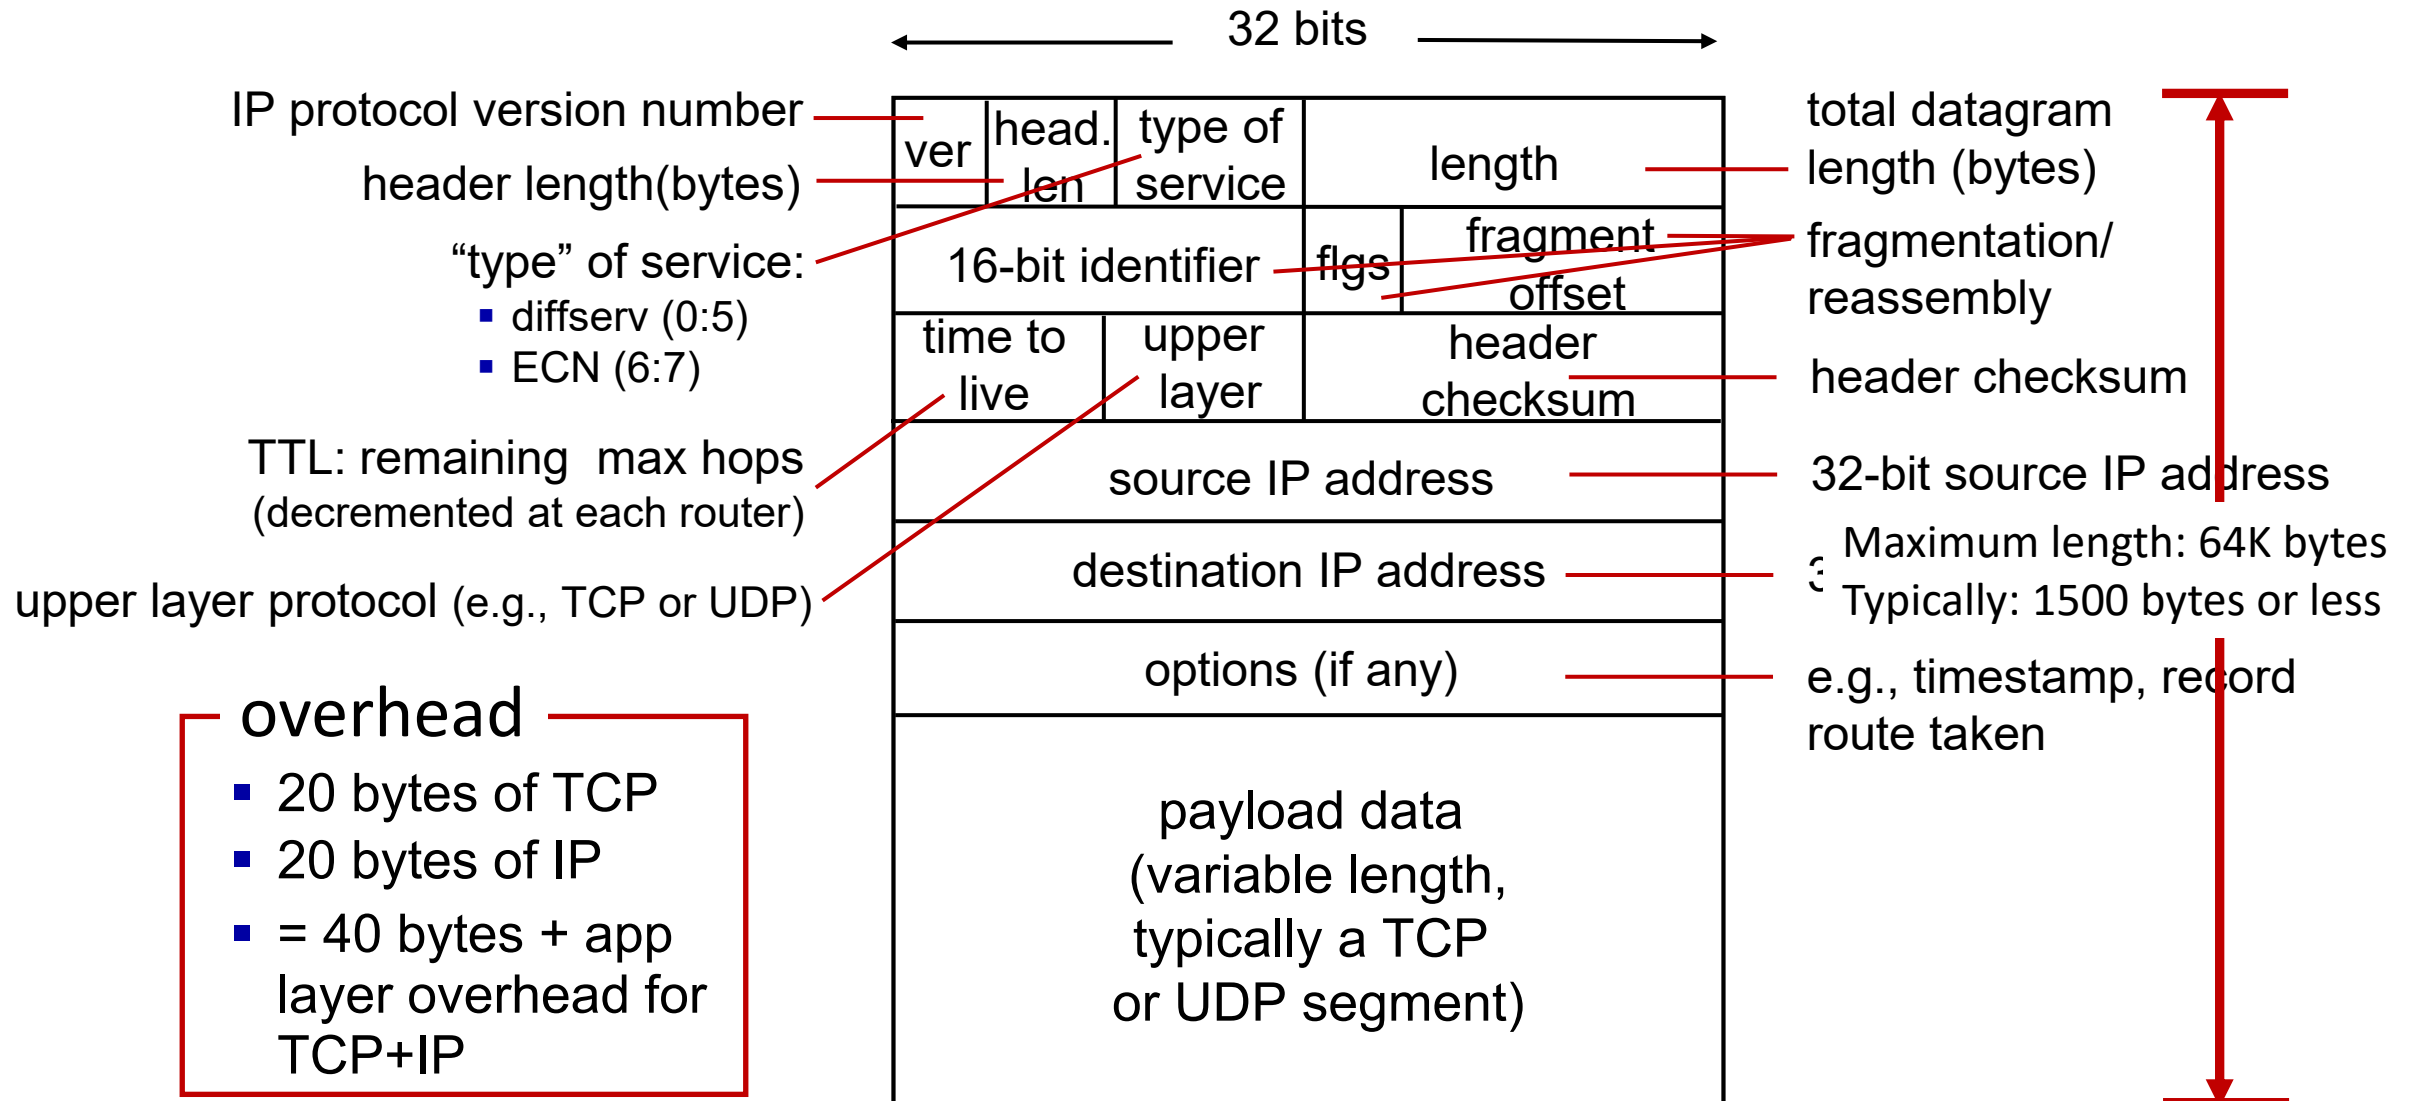 32 bits
IP protocol version number
header length(bytes)
“type” of service:
▪ diffserv (0:5)
▪ ECN (6:7)
TTL: remaining  max hops
(decremented at each router)
upper layer protocol (e.g., TCP or UDP)
overhead
▪ 20 bytes of TCP
▪ 20 bytes of IP
▪ = 40 bytes + app
layer overhead for
TCP+IP
ver
head.
len
type of
service
length
16-bit identifier
flgs
fragment
offset
time to
live
upper
layer
header
checksum
source IP address
destination IP address
options (if any)
payload data
(variable length,
typically a TCP
or UDP segment)
total datagram
length (bytes)
fragmentation/
reassembly
header checksum
32-bit source IP address
Maximum length: 64K bytes
Typically: 1500 bytes or less
e.g., timestamp, record
route taken